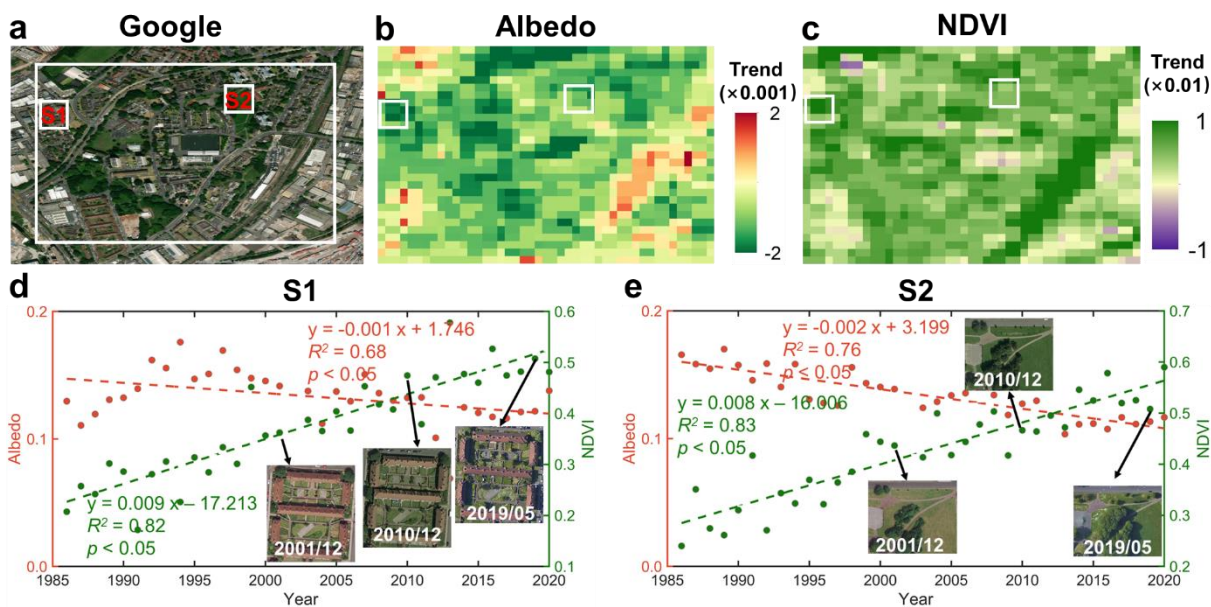 a Google
b Albedo
c NDVI
S1
S2
Trend
(×0.001)
2
-2
Trend
(×0.01)
1
-1
d S1
0.2
0.1
0.0
Albedo
0.6
0.5
0.4
0.3
0.2
0.1
NDVI
y = -0.001 x + 1.746
R² = 0.68
p < 0.05
y = 0.009 x – 17.213
R² = 0.82
p < 0.05
2001/12
2010/12
2019/05
1985 1990 1995 2000 2005 2010 2015 2020
Year
e S2
0.2
0.1
0.0
Albedo
0.7
0.6
0.5
0.4
0.3
0.2
NDVI
y = -0.002 x + 3.199
R² = 0.76
p < 0.05
y = 0.008 x – 16.006
R² = 0.83
p < 0.05
2010/12
2001/12
2019/05
1985 1990 1995 2000 2005 2010 2015 2020
Year